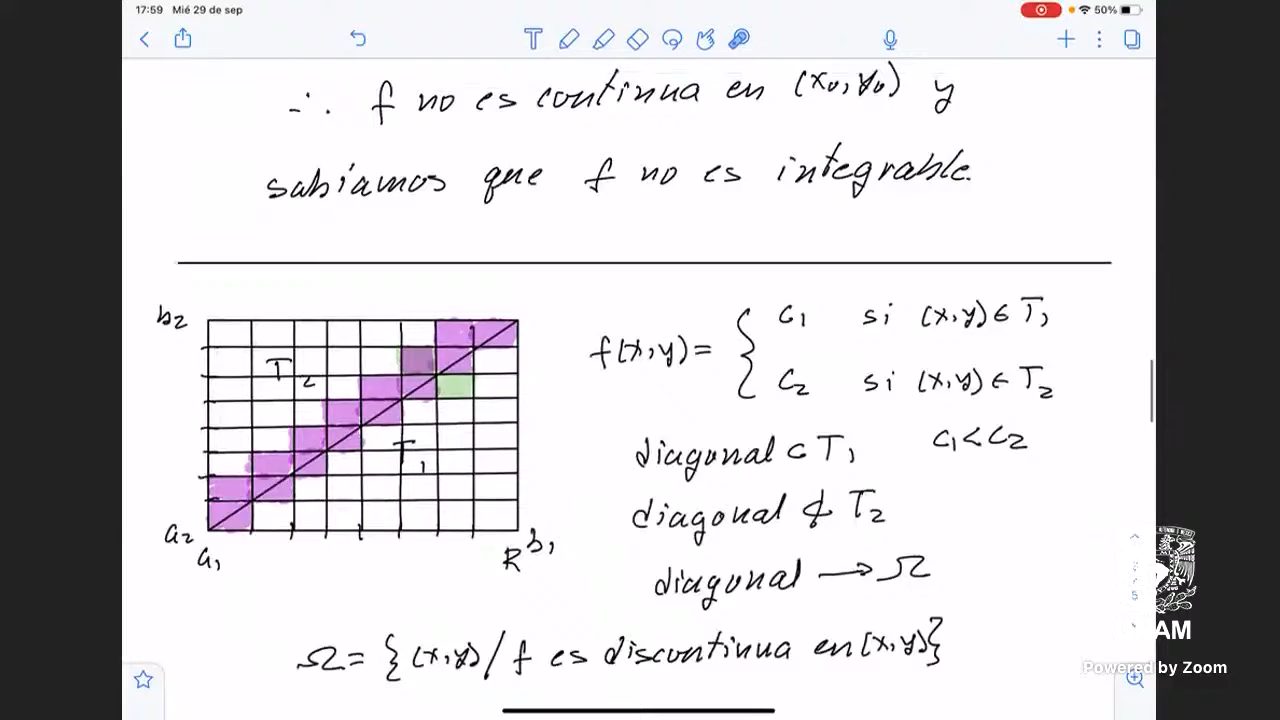 17:59 Mié 29 de sep
50%
∴ f no es continua en (x₀, y₀) y
sabíamos que f no es integrable.
b₂
T₂
T₁
a₂
a₁
R b₁
f(x,y)= { c₁ si (x,y) ∈ T₁
c₂ si (x,y) ∈ T₂
diagonal ⊂ T₁ c₁<c₂
diagonal ⊄ T₂
diagonal → Ω
Ω = {(x,y) / f es discontinua en (x,y)}
Powered by Zoom